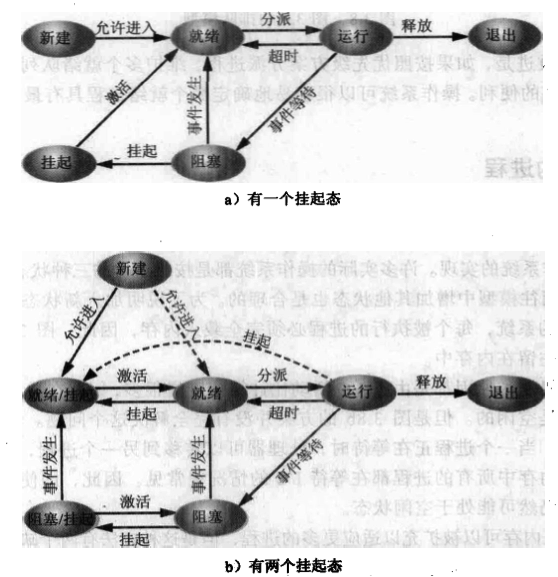 新建 允许进入 就绪 分派 运行 释放 退出
超时
激活 事件发生 事件等待
挂起 挂起 阻塞
a）有一个挂起态
新建
允许进入 允许进入
挂起
就绪/挂起 激活 就绪 分派 运行 释放 退出
挂起 超时
事件发生 事件发生 事件等待
阻塞/挂起 激活 阻塞
挂起
b）有两个挂起态